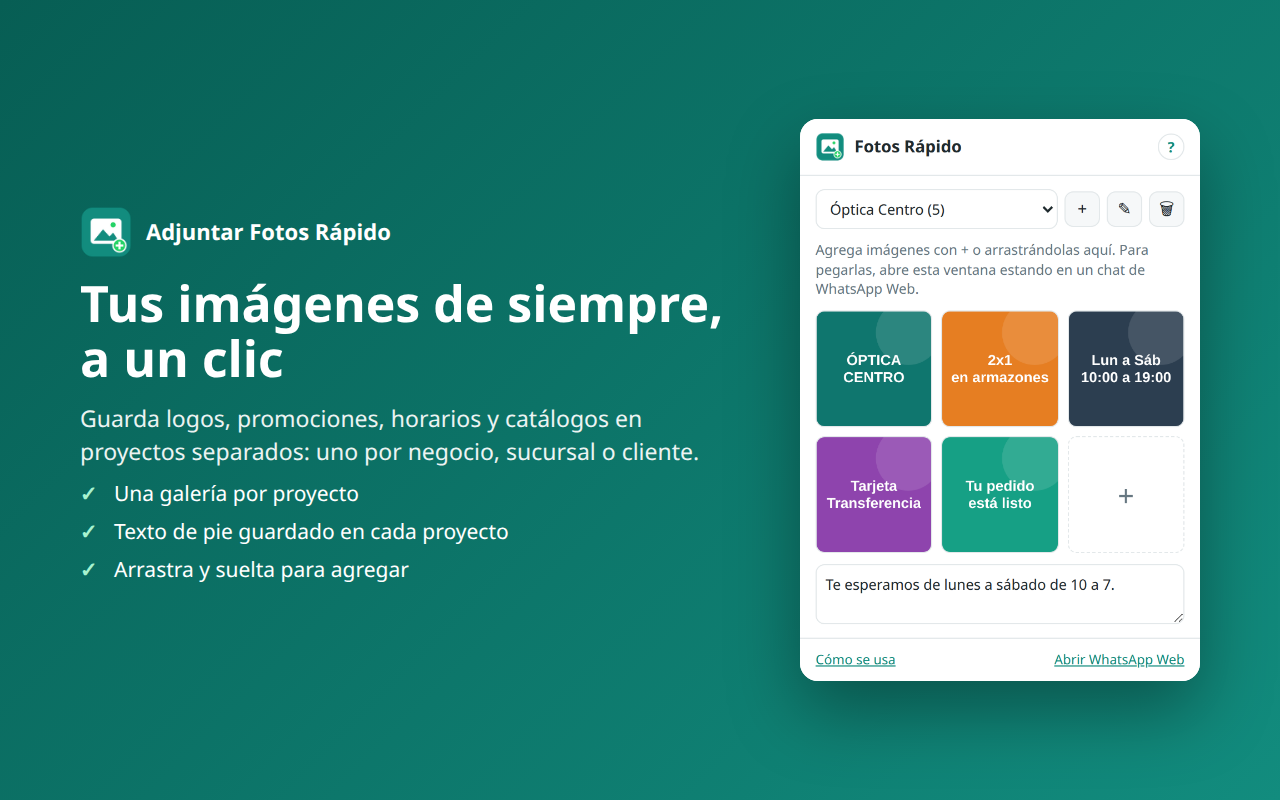 Adjuntar Fotos Rápido
Tus imágenes de siempre,
a un clic
Guarda logos, promociones, horarios y catálogos en
proyectos separados: uno por negocio, sucursal o cliente.
✓ Una galería por proyecto
✓ Texto de pie guardado en cada proyecto
✓ Arrastra y suelta para agregar
Fotos Rápido
?
Óptica Centro (5)
+
Agrega imágenes con + o arrastrándolas aquí. Para
pegarlas, abre esta ventana estando en un chat de
WhatsApp Web.
ÓPTICA
CENTRO
2x1
en armazones
Lun a Sáb
10:00 a 19:00
Tarjeta
Transferencia
Tu pedido
está listo
+
Te esperamos de lunes a sábado de 10 a 7.
Cómo se usa
Abrir WhatsApp Web